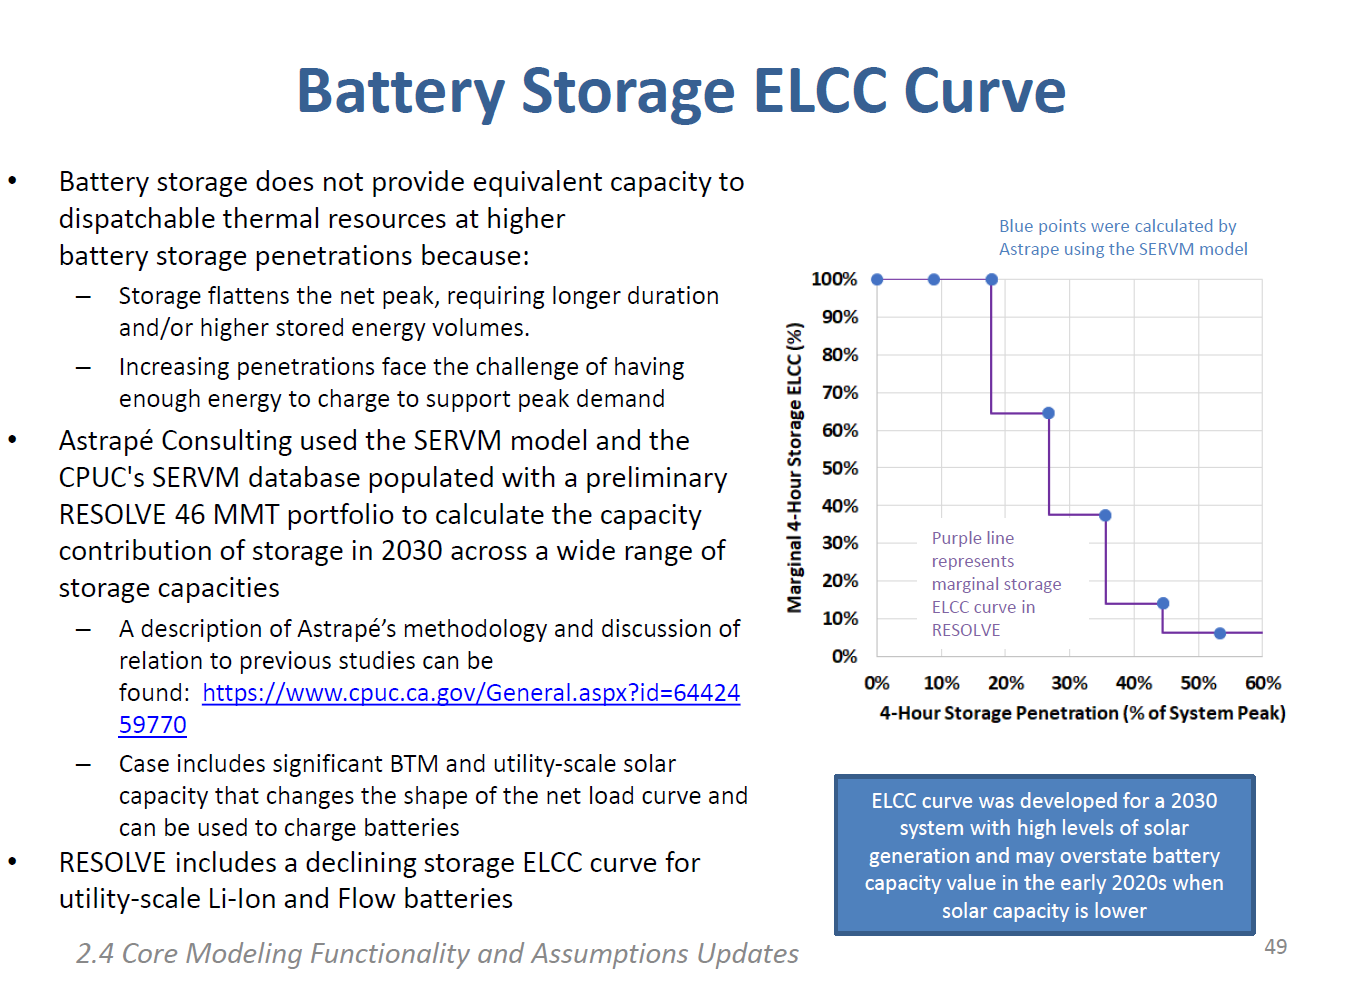 Battery Storage ELCC Curve
• Battery storage does not provide equivalent capacity to
dispatchable thermal resources at higher
battery storage penetrations because:
– Storage flattens the net peak, requiring longer duration
and/or higher stored energy volumes.
– Increasing penetrations face the challenge of having
enough energy to charge to support peak demand
• Astrapé Consulting used the SERVM model and the
CPUC's SERVM database populated with a preliminary
RESOLVE 46 MMT portfolio to calculate the capacity
contribution of storage in 2030 across a wide range of
storage capacities
– A description of Astrapé’s methodology and discussion of
relation to previous studies can be
found: https://www.cpuc.ca.gov/General.aspx?id=64424
59770
– Case includes significant BTM and utility-scale solar
capacity that changes the shape of the net load curve and
can be used to charge batteries
• RESOLVE includes a declining storage ELCC curve for
utility-scale Li-Ion and Flow batteries
Blue points were calculated by
Astrape using the SERVM model
Marginal 4-Hour Storage ELCC (%)
100%
90%
80%
70%
60%
50%
40%
30%
20%
10%
0%
Purple line
represents
marginal storage
ELCC curve in
RESOLVE
0% 10% 20% 30% 40% 50% 60%
4-Hour Storage Penetration (% of System Peak)
ELCC curve was developed for a 2030
system with high levels of solar
generation and may overstate battery
capacity value in the early 2020s when
solar capacity is lower
2.4 Core Modeling Functionality and Assumptions Updates
49